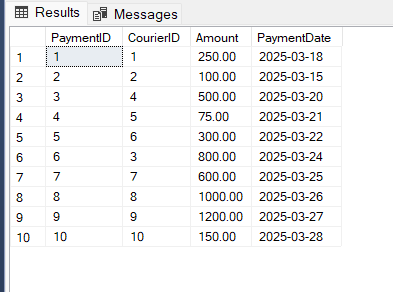 Results Messages
PaymentID CourierID Amount PaymentDate
1 1 1 250.00 2025-03-18
2 2 2 100.00 2025-03-15
3 3 4 500.00 2025-03-20
4 4 5 75.00 2025-03-21
5 5 6 300.00 2025-03-22
6 6 3 800.00 2025-03-24
7 7 7 600.00 2025-03-25
8 8 8 1000.00 2025-03-26
9 9 9 1200.00 2025-03-27
10 10 10 150.00 2025-03-28